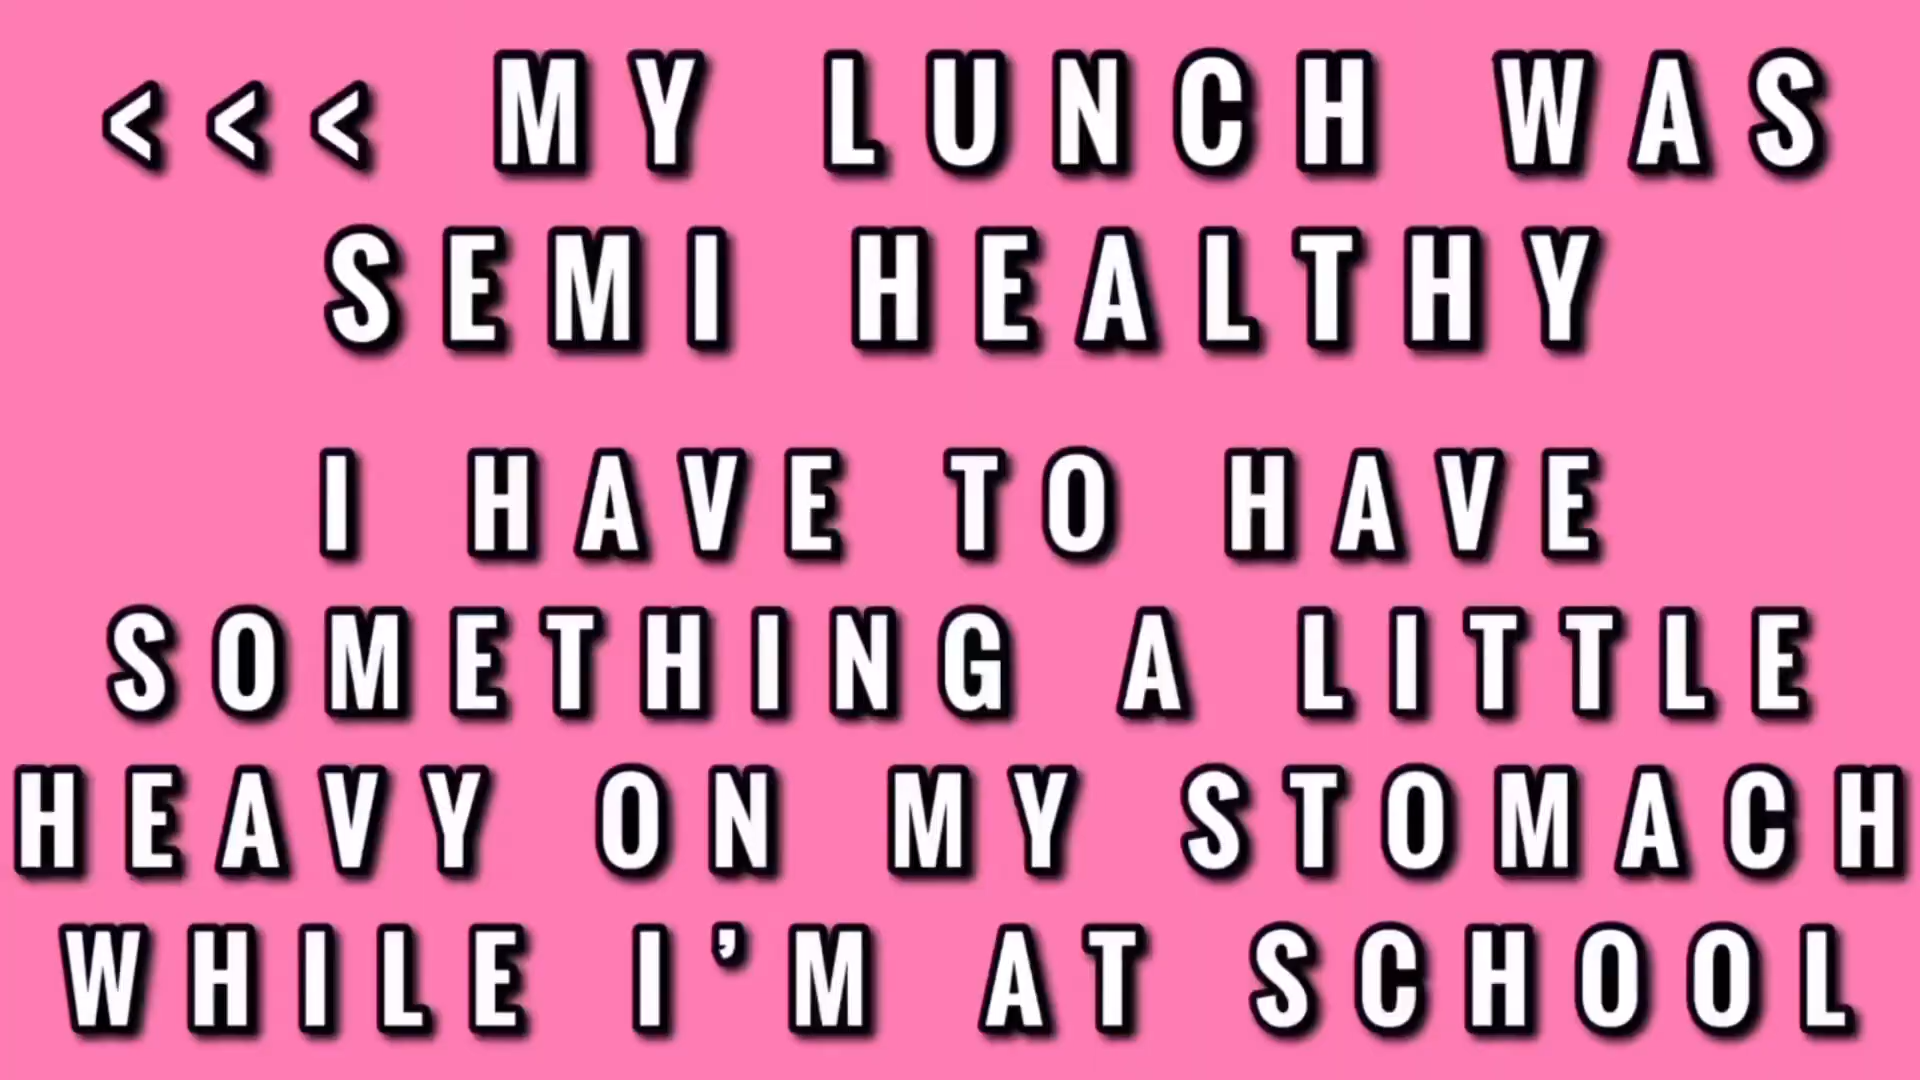 <<< MY LUNCH WAS
SEMI HEALTHY
I HAVE TO HAVE
SOMETHING A LITTLE
HEAVY ON MY STOMACH
WHILE I’M AT SCHOOL